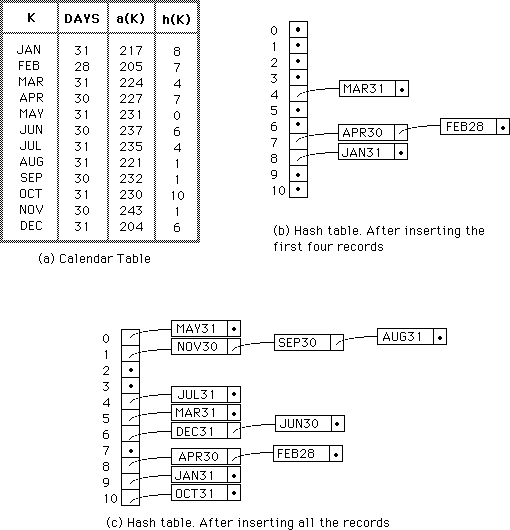 K DAYS a(K) h(K)
JAN 31 217 8
FEB 28 205 7
MAR 31 224 4
APR 30 227 7
MAY 31 231 0
JUN 30 237 6
JUL 31 235 4
AUG 31 221 1
SEP 30 232 1
OCT 31 230 10
NOV 30 243 1
DEC 31 204 6
(a) Calendar Table
0
1
2
3
4 MAR31
5
6
7 APR30 FEB28
8 JAN31
9
10
(b) Hash table. After inserting the
first four records
0 MAY31
1 NOV30 SEP30 AUG31
2
3
4 JUL31
5 MAR31
6 DEC31 JUN30
7
8 APR30 FEB28
9 JAN31
10 OCT31
(c) Hash table. After inserting all the records